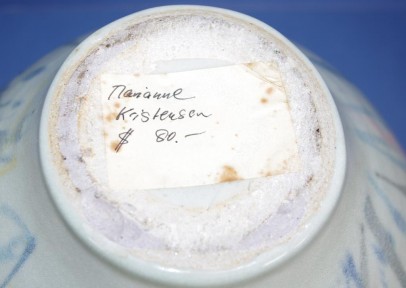 Marianne
Kristensen
$ 80.-